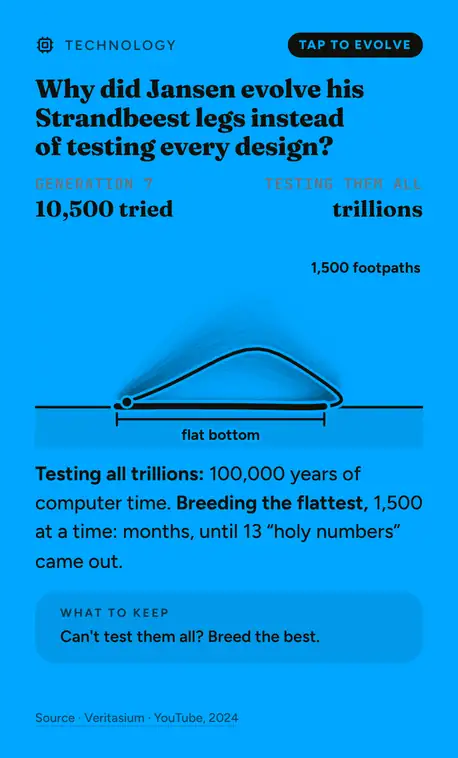 TECHNOLOGY
TAP TO EVOLVE
Why did Jansen evolve his
Strandbeest legs instead
of testing every design?
GENERATION 7
TESTING THEM ALL
10,500 tried
trillions
1,500 footpaths
flat bottom
Testing all trillions: 100,000 years of
computer time. Breeding the flattest, 1,500
at a time: months, until 13 “holy numbers”
came out.
WHAT TO KEEP
Can't test them all? Breed the best.
Source · Veritasium · YouTube, 2024